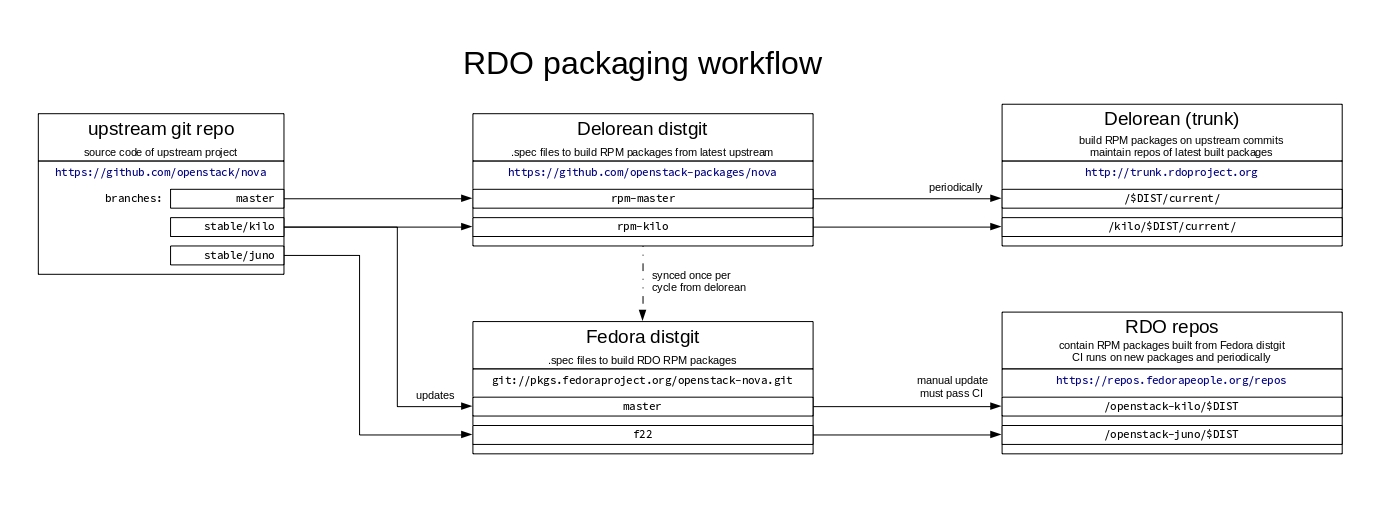 RDO packaging workflow
upstream git repo
source code of upstream project
https://github.com/openstack/nova
branches:
master
stable/kilo
stable/juno
Delorean distgit
.spec files to build RPM packages from latest upstream
https://github.com/openstack-packages/nova
rpm-master
rpm-kilo
periodically
Delorean (trunk)
build RPM packages on upstream commits
maintain repos of latest built packages
http://trunk.rdoproject.org
/$DIST/current/
/kilo/$DIST/current/
synced once per
cycle from delorean
updates
Fedora distgit
.spec files to build RDO RPM packages
git://pkgs.fedoraproject.org/openstack-nova.git
master
f22
manual update
must pass CI
RDO repos
contain RPM packages built from Fedora distgit
CI runs on new packages and periodically
https://repos.fedorapeople.org/repos
/openstack-kilo/$DIST
/openstack-juno/$DIST